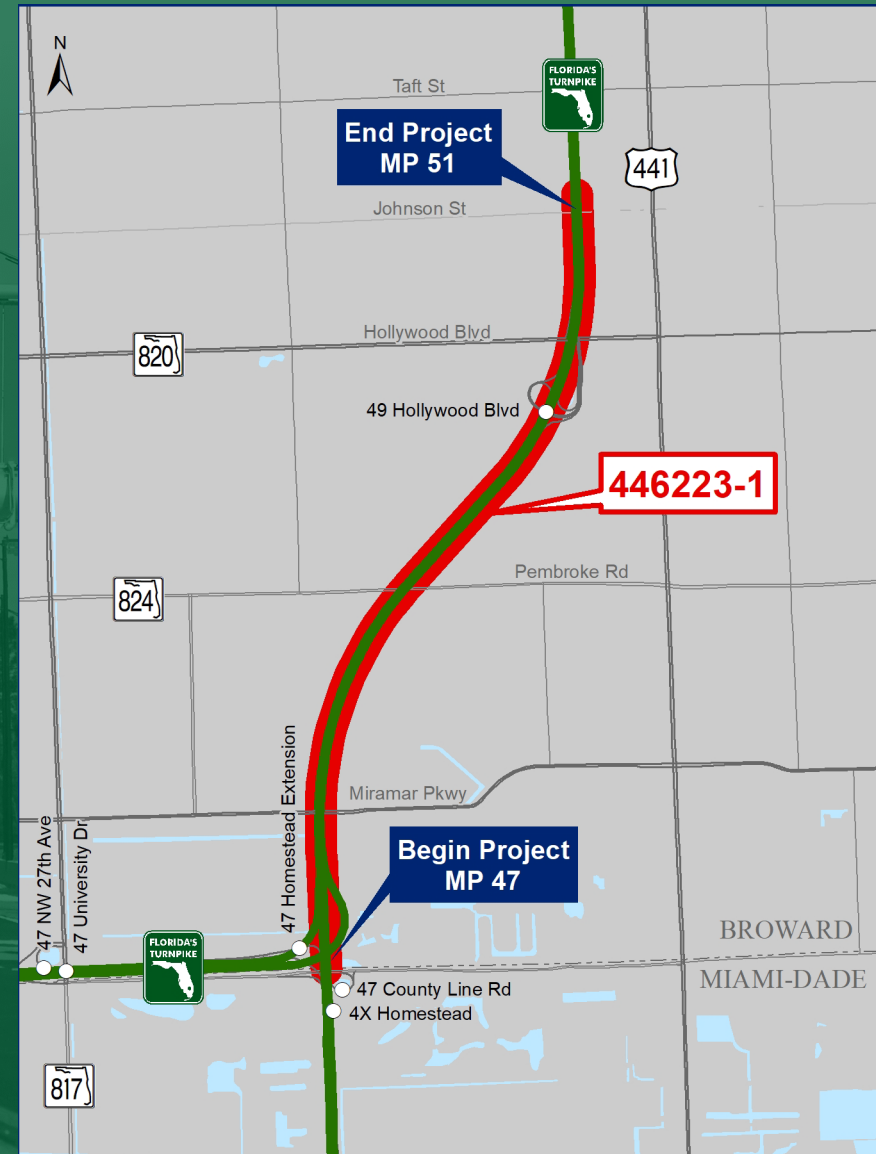 N
Taft St
FLORIDA'S
TURNPIKE
End Project
MP 51
441
Johnson St
Hollywood Blvd
820
49 Hollywood Blvd
446223-1
Pembroke Rd
824
47 Homestead Extension
Miramar Pkwy
47 NW 27th Ave
47 University Dr
Begin Project
MP 47
FLORIDA'S
TURNPIKE
BROWARD
MIAMI-DADE
47 County Line Rd
4X Homestead
817